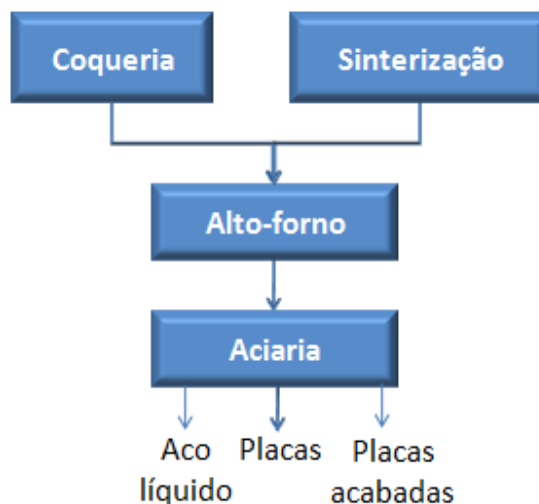 Coqueria
Sinterização
Alto-forno
Aciaria
Aco
líquido
Placas
Placas
acabadas